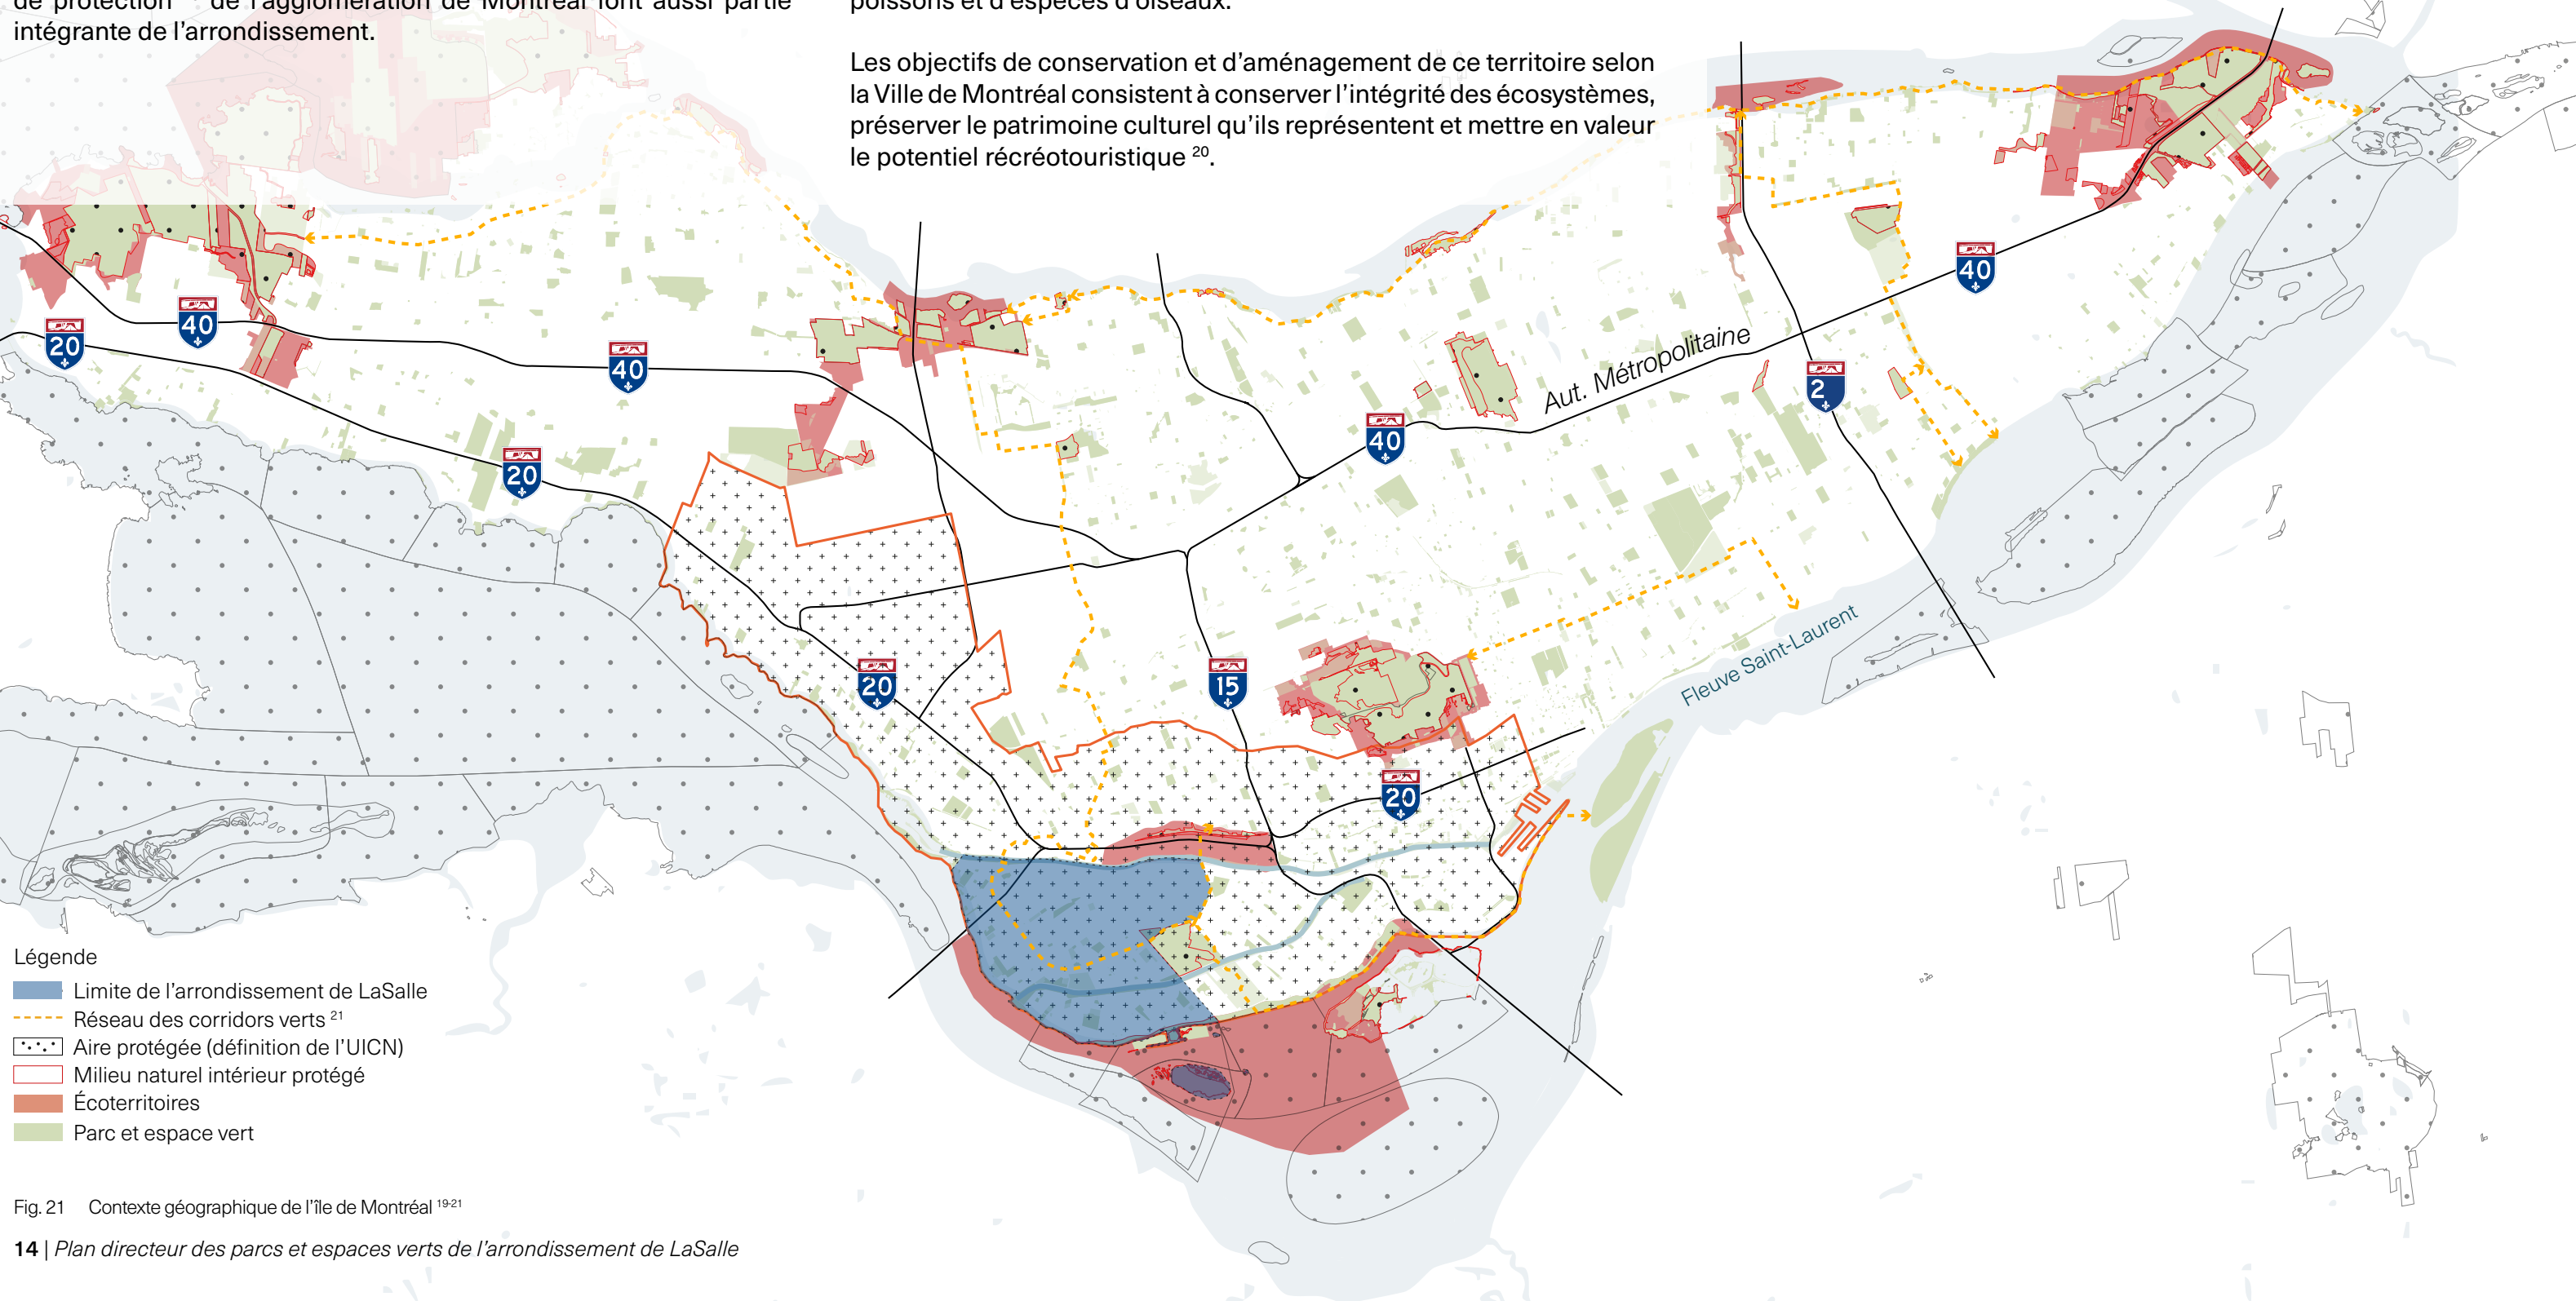 de protection de l'agglomération de Montréal font aussi partie
intégrante de l'arrondissement.
poissons et d'espèces d'oiseaux.
Les objectifs de conservation et d'aménagement de ce territoire selon
la Ville de Montréal consistent à conserver l'intégrité des écosystèmes,
préserver le patrimoine culturel qu'ils représentent et mettre en valeur
le potentiel récréotouristique 20.
40
20
40
40
20
40
Aut. Métropolitaine
2
40
20
15
20
Fleuve Saint-Laurent
Légende
Limite de l'arrondissement de LaSalle
Réseau des corridors verts 21
Aire protégée (définition de l'UICN)
Milieu naturel intérieur protégé
Écoterritoires
Parc et espace vert
Fig. 21 Contexte géographique de l'île de Montréal 19-21
14 | Plan directeur des parcs et espaces verts de l'arrondissement de LaSalle